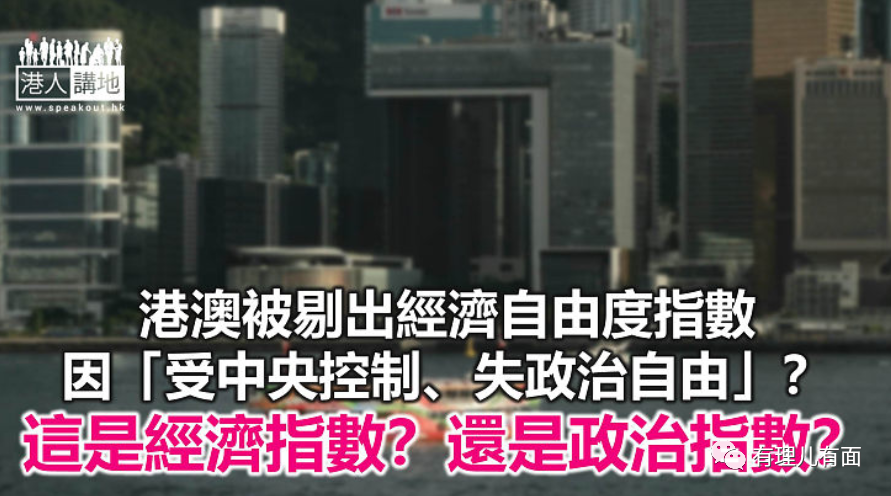 港人講地
www.speakout.hk
港澳被剔出經濟自由度指數
因「受中央控制、失政治自由」?
這是經濟指數?還是政治指數?
有理儿有面